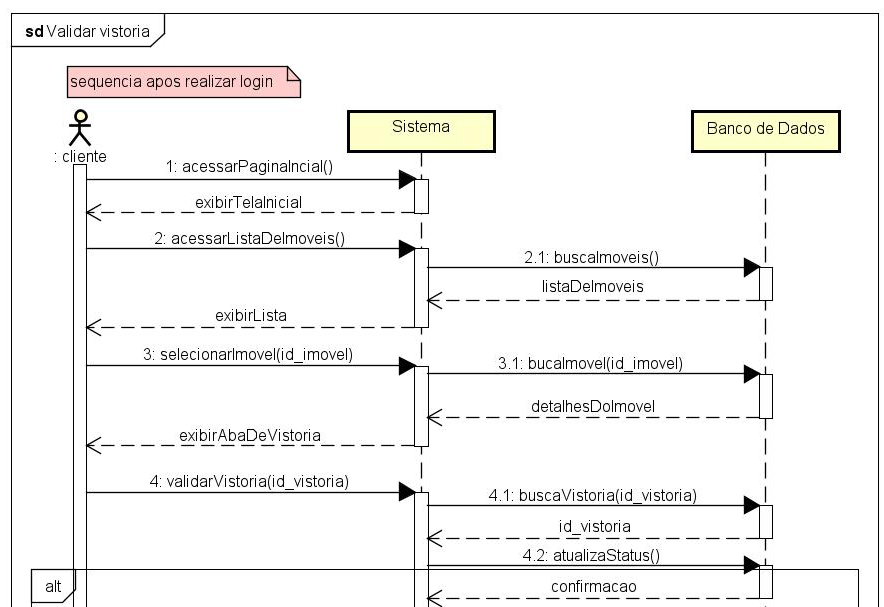 sd Validar vistoria
sequencia apos realizar login
Sistema
Banco de Dados
: cliente
1: acessarPaginaIncial()
exibirTelaInicial
2: acessarListaDeImoveis()
2.1: buscaImoveis()
listaDeImoveis
exibirLista
3: selecionarImovel(id_imovel)
3.1: bucaImovel(id_imovel)
detalhesDoImovel
exibirAbaDeVistoria
4: validarVistoria(id_vistoria)
4.1: buscaVistoria(id_vistoria)
id_vistoria
4.2: atualizaStatus()
alt
confirmacao